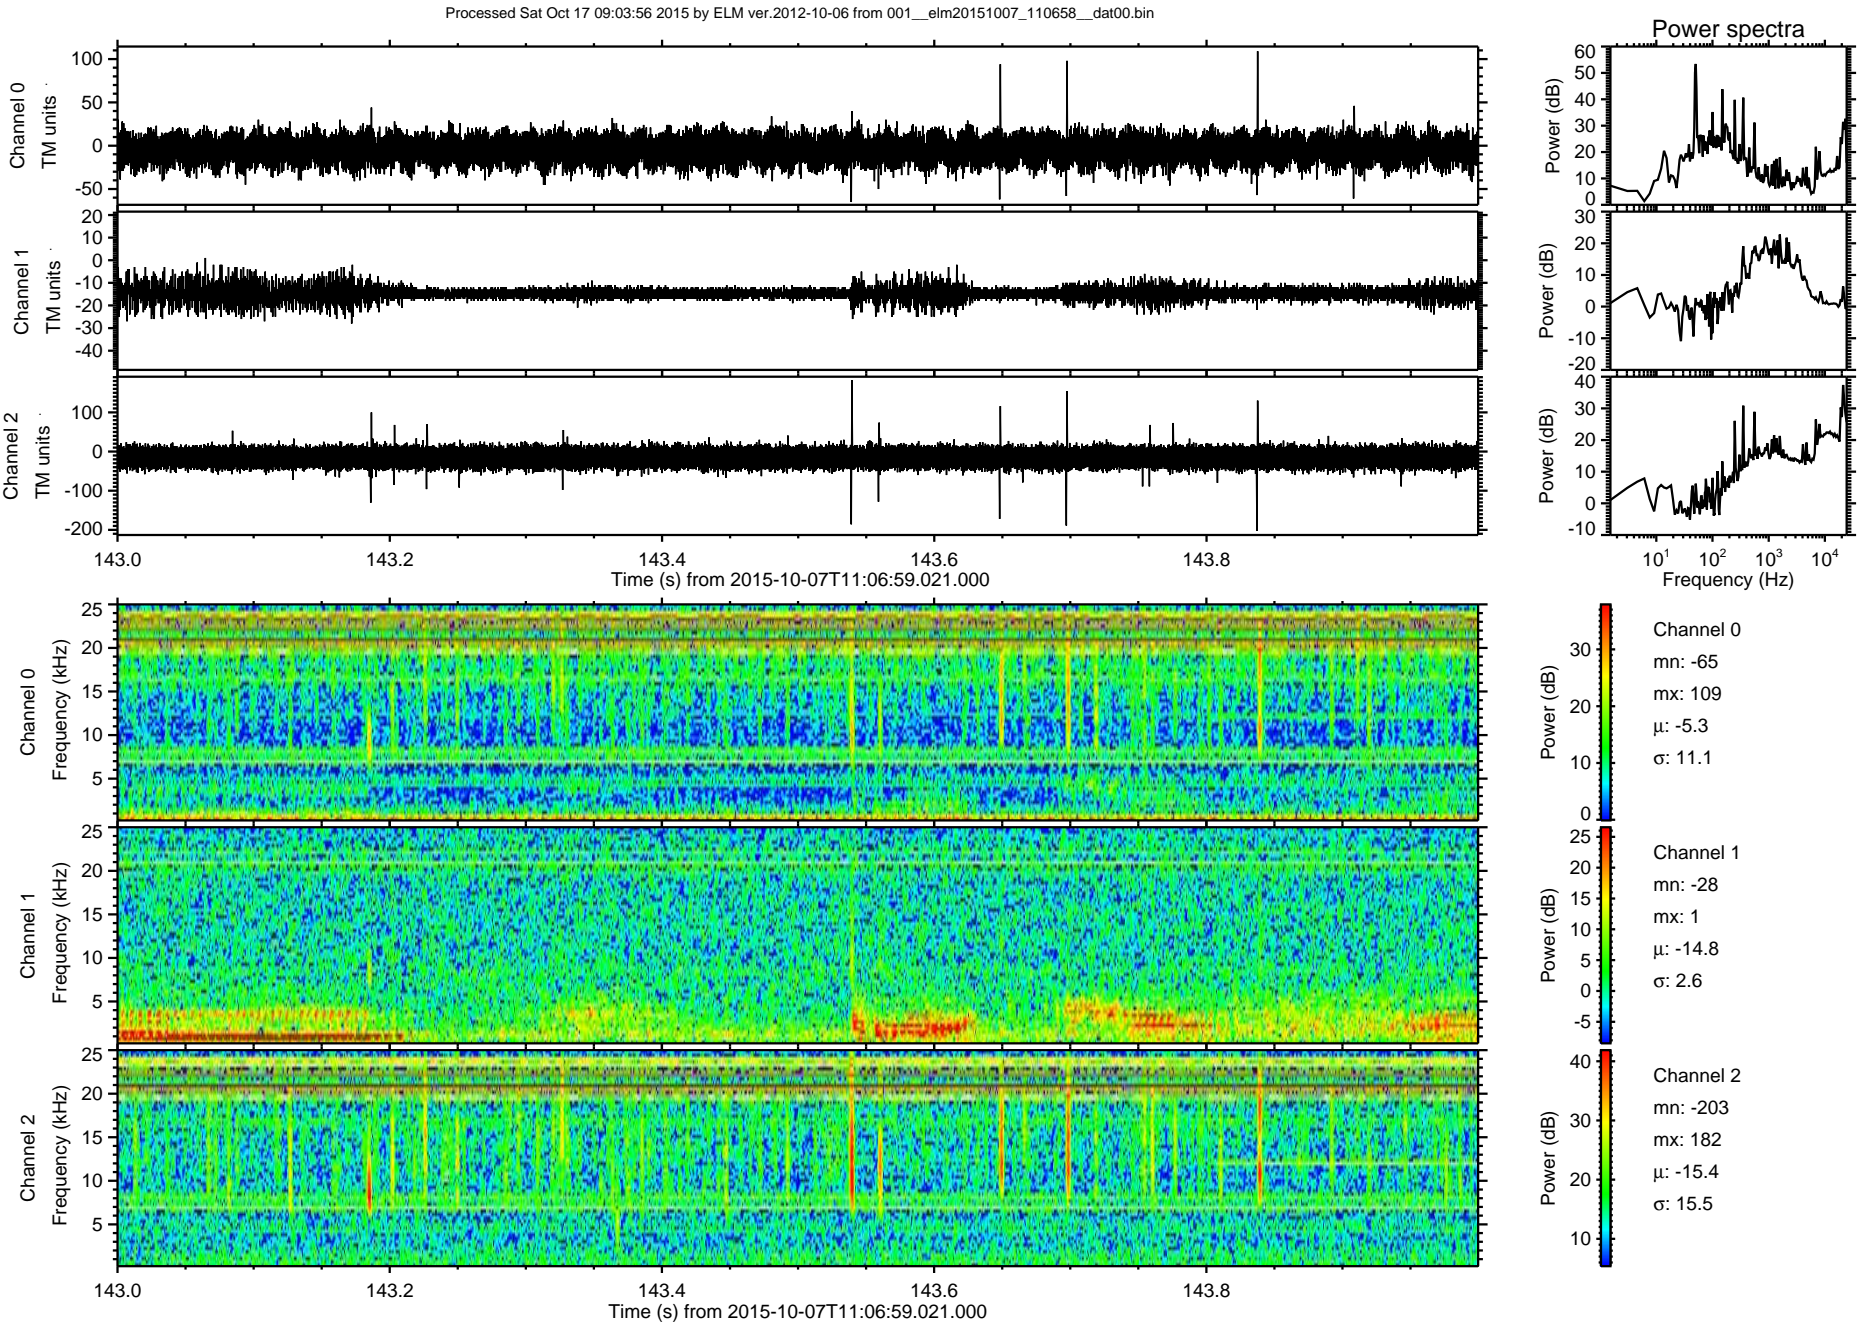 Processed Sat Oct 17 09:03:56 2015 by ELM ver.2012-10-06 from 001__elm20151007_110658__dat00.bin
Power spectra
Channel 0
TM units
100
50
0
-50
Power (dB)
60
50
40
30
20
10
0
Channel 1
TM units
20
10
0
-10
-20
-30
-40
Power (dB)
30
20
10
0
-10
-20
Channel 2
TM units
100
0
-100
-200
Power (dB)
40
30
20
10
0
-10
143.0
143.2
143.4
143.6
143.8
Time (s) from 2015-10-07T11:06:59.021.000
10^1
10^2
10^3
10^4
Frequency (Hz)
Channel 0
Frequency (kHz)
25
20
15
10
5
Power (dB)
30
20
10
0
Channel 0
mn: -65
mx: 109
μ: -5.3
σ: 11.1
Channel 1
Frequency (kHz)
25
20
15
10
5
Power (dB)
25
20
15
10
5
0
-5
Channel 1
mn: -28
mx: 1
μ: -14.8
σ: 2.6
Channel 2
Frequency (kHz)
25
20
15
10
5
Power (dB)
40
30
20
10
Channel 2
mn: -203
mx: 182
μ: -15.4
σ: 15.5
143.0
143.2
143.4
143.6
143.8
Time (s) from 2015-10-07T11:06:59.021.000